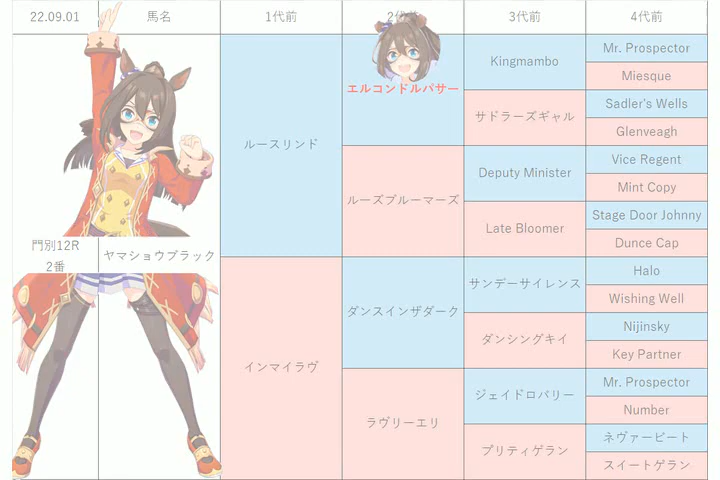 22.09.01
馬名
1代前
2代前
3代前
4代前
門別12R
2番
ヤマショウブラック
ルースリンド
エルコンドルパサー
Kingmambo
Mr. Prospector
Miesque
サドラーズギャル
Sadler's Wells
Glenveagh
ルーズブルーマーズ
Deputy Minister
Vice Regent
Mint Copy
Late Bloomer
Stage Door Johnny
Dunce Cap
インマイラヴ
ダンスインザダーク
サンデーサイレンス
Halo
Wishing Well
ダンシングキイ
Nijinsky
Key Partner
ラヴリーエリ
ジェイドロバリー
Mr. Prospector
Number
プリティゲラン
ネヴァービート
スイートゲラン